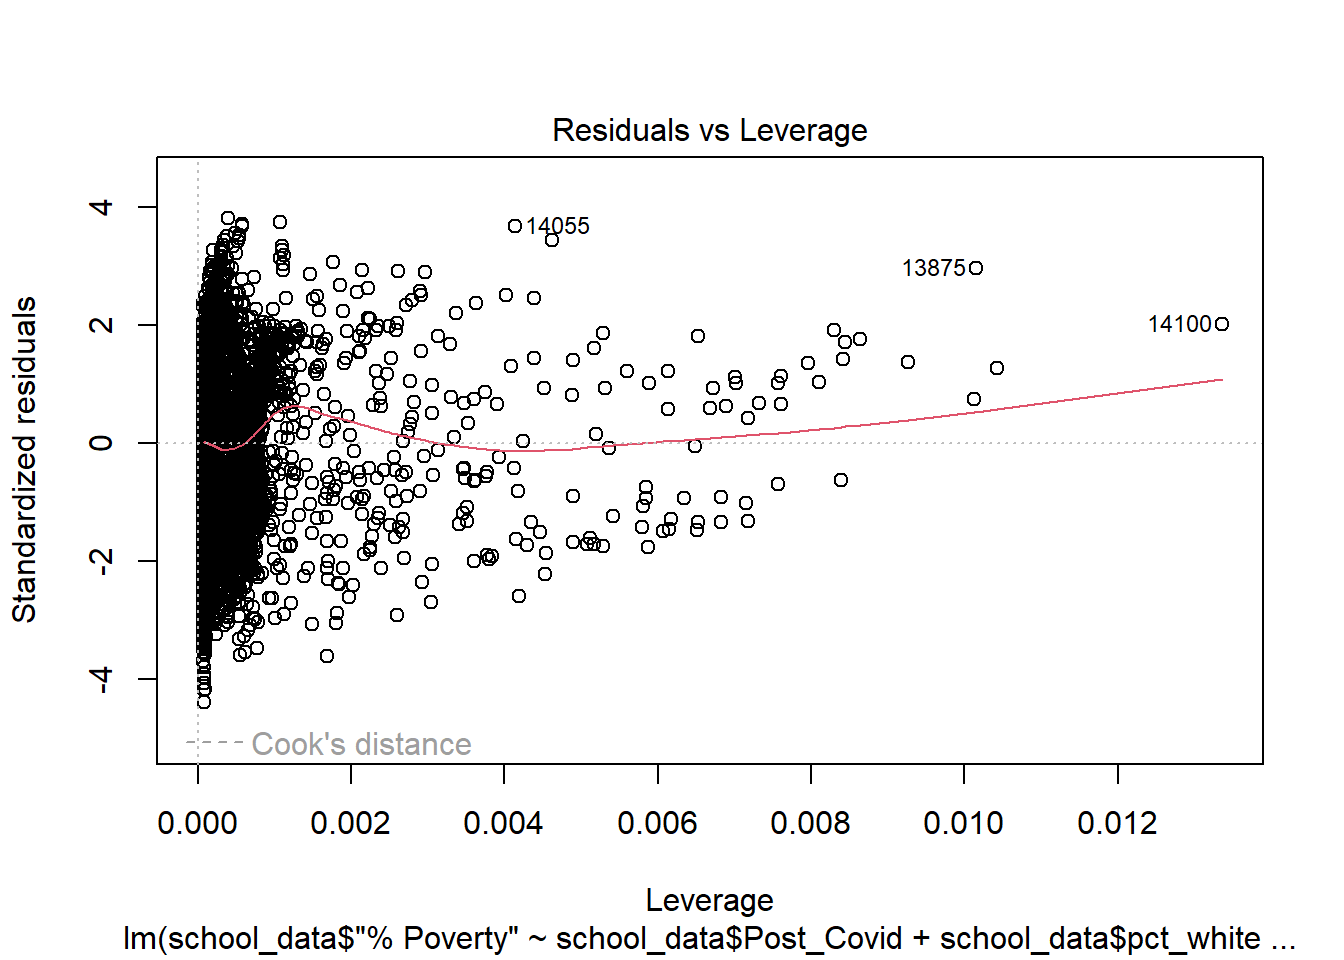 Residuals vs Leverage
Standardized residuals
4
2
0
-2
-4
14055
13875
14100
Cook's distance
0.000 0.002 0.004 0.006 0.008 0.010 0.012
Leverage
lm(school_data$"% Poverty" ~ school_data$Post_Covid + school_data$pct_white ...